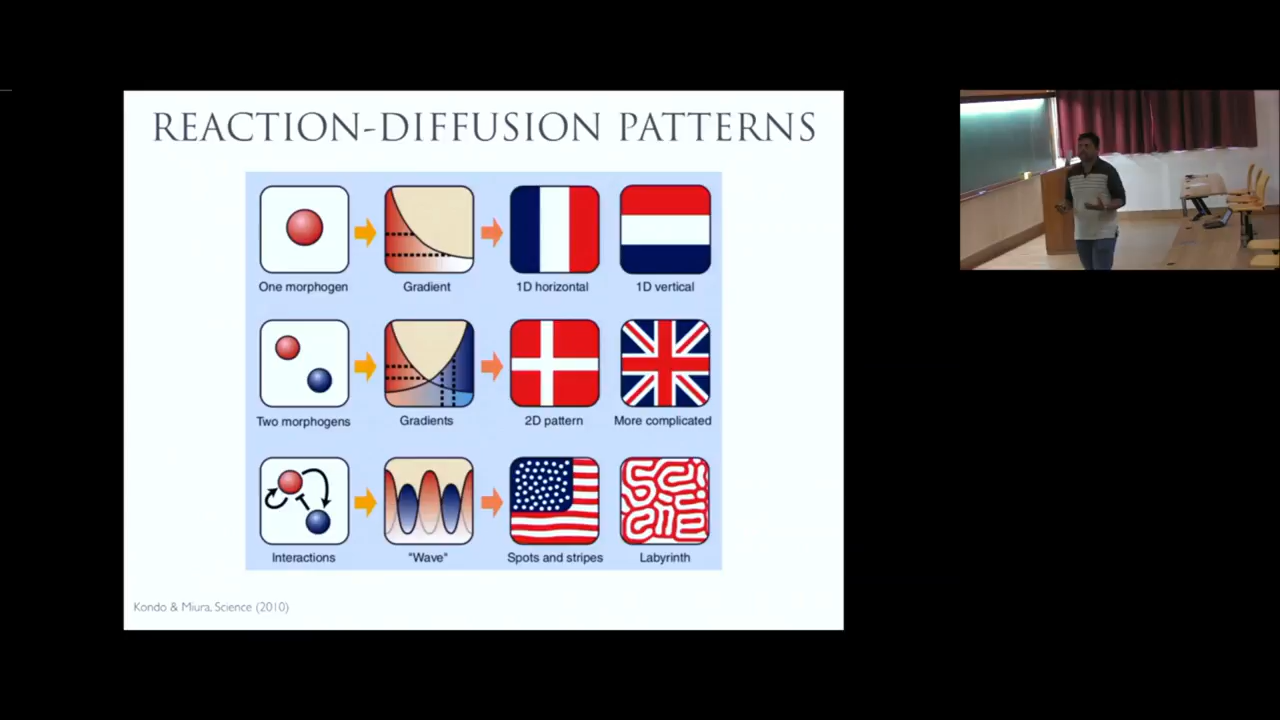 REACTION-DIFFUSION PATTERNS
One morphogen
Gradient
1D horizontal
1D vertical
Two morphogens
Gradients
2D pattern
More complicated
Interactions
"Wave"
Spots and stripes
Labyrinth
Kondo & Miura, Science (2010)